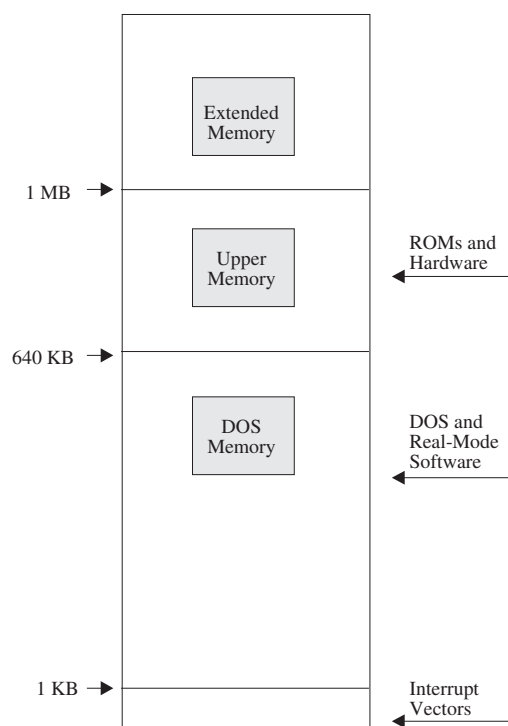 Extended
Memory
1 MB
Upper
Memory
ROMs and
Hardware
640 KB
DOS
Memory
DOS and
Real-Mode
Software
1 KB
Interrupt
Vectors